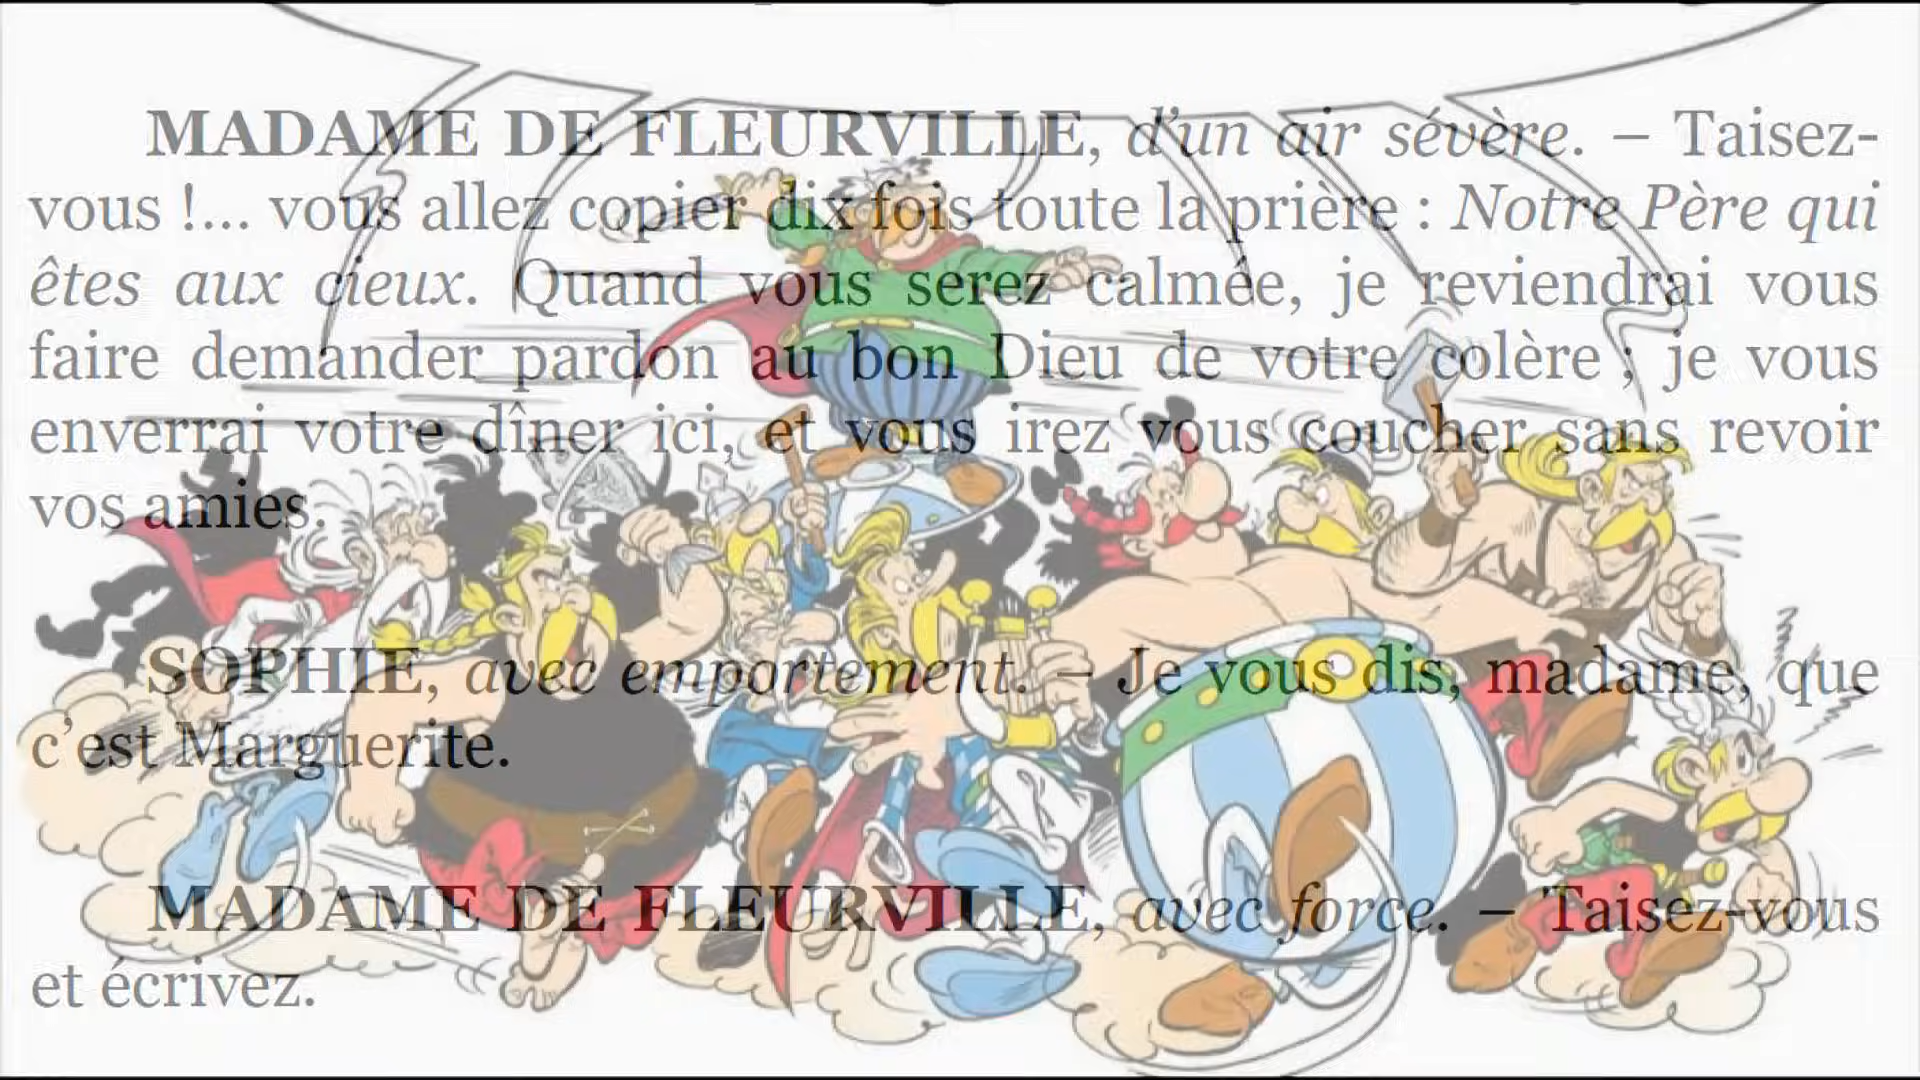 MADAME DE FLEURVILLE, d'un air sévère. – Taisez-
vous !... vous allez copier dix fois toute la prière : Notre Père qui
êtes aux cieux. Quand vous serez calmée, je reviendrai vous
faire demander pardon au bon Dieu de votre colère ; je vous
enverrai votre dîner ici, et vous irez vous coucher sans revoir
vos amies.
SOPHIE, avec emportement. – Je vous dis, madame, que
c’est Marguerite.
MADAME DE FLEURVILLE, avec force. – Taisez-vous
et écrivez.